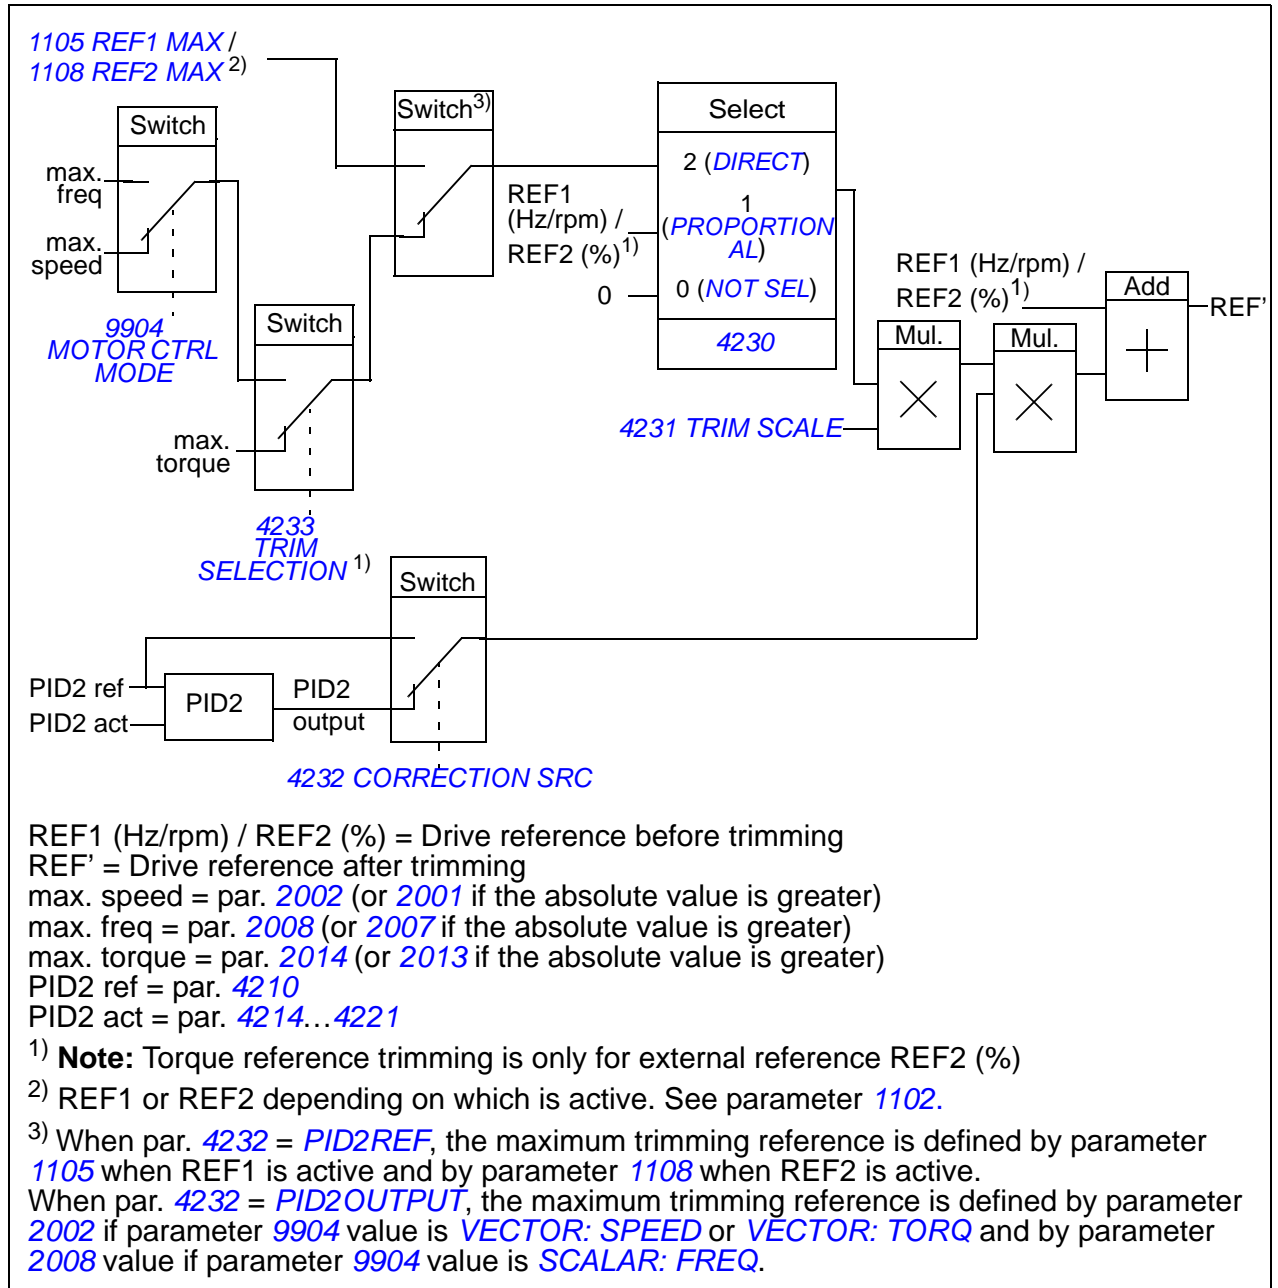 1105 REF1 MAX /
1108 REF2 MAX 2)
Switch
max.
freq
max.
speed
9904
MOTOR CTRL
MODE
Switch
max.
torque
4233
TRIM
SELECTION 1)
Switch3)
REF1
(Hz/rpm) /
REF2 (%)1)
0
Select
2 (DIRECT)
1
(PROPORTION
AL)
0 (NOT SEL)
4230
4231 TRIM SCALE
Mul.
Mul.
REF1 (Hz/rpm) /
REF2 (%)1)
Add
REF’
Switch
PID2 ref
PID2 act
PID2
PID2
output
4232 CORRECTION SRC
REF1 (Hz/rpm) / REF2 (%) = Drive reference before trimming
REF’ = Drive reference after trimming
max. speed = par. 2002 (or 2001 if the absolute value is greater)
max. freq = par. 2008 (or 2007 if the absolute value is greater)
max. torque = par. 2014 (or 2013 if the absolute value is greater)
PID2 ref = par. 4210
PID2 act = par. 4214…4221
1) Note: Torque reference trimming is only for external reference REF2 (%)
2) REF1 or REF2 depending on which is active. See parameter 1102.
3) When par. 4232 = PID2REF, the maximum trimming reference is defined by parameter
1105 when REF1 is active and by parameter 1108 when REF2 is active.
When par. 4232 = PID2OUTPUT, the maximum trimming reference is defined by parameter
2002 if parameter 9904 value is VECTOR: SPEED or VECTOR: TORQ and by parameter
2008 value if parameter 9904 value is SCALAR: FREQ.